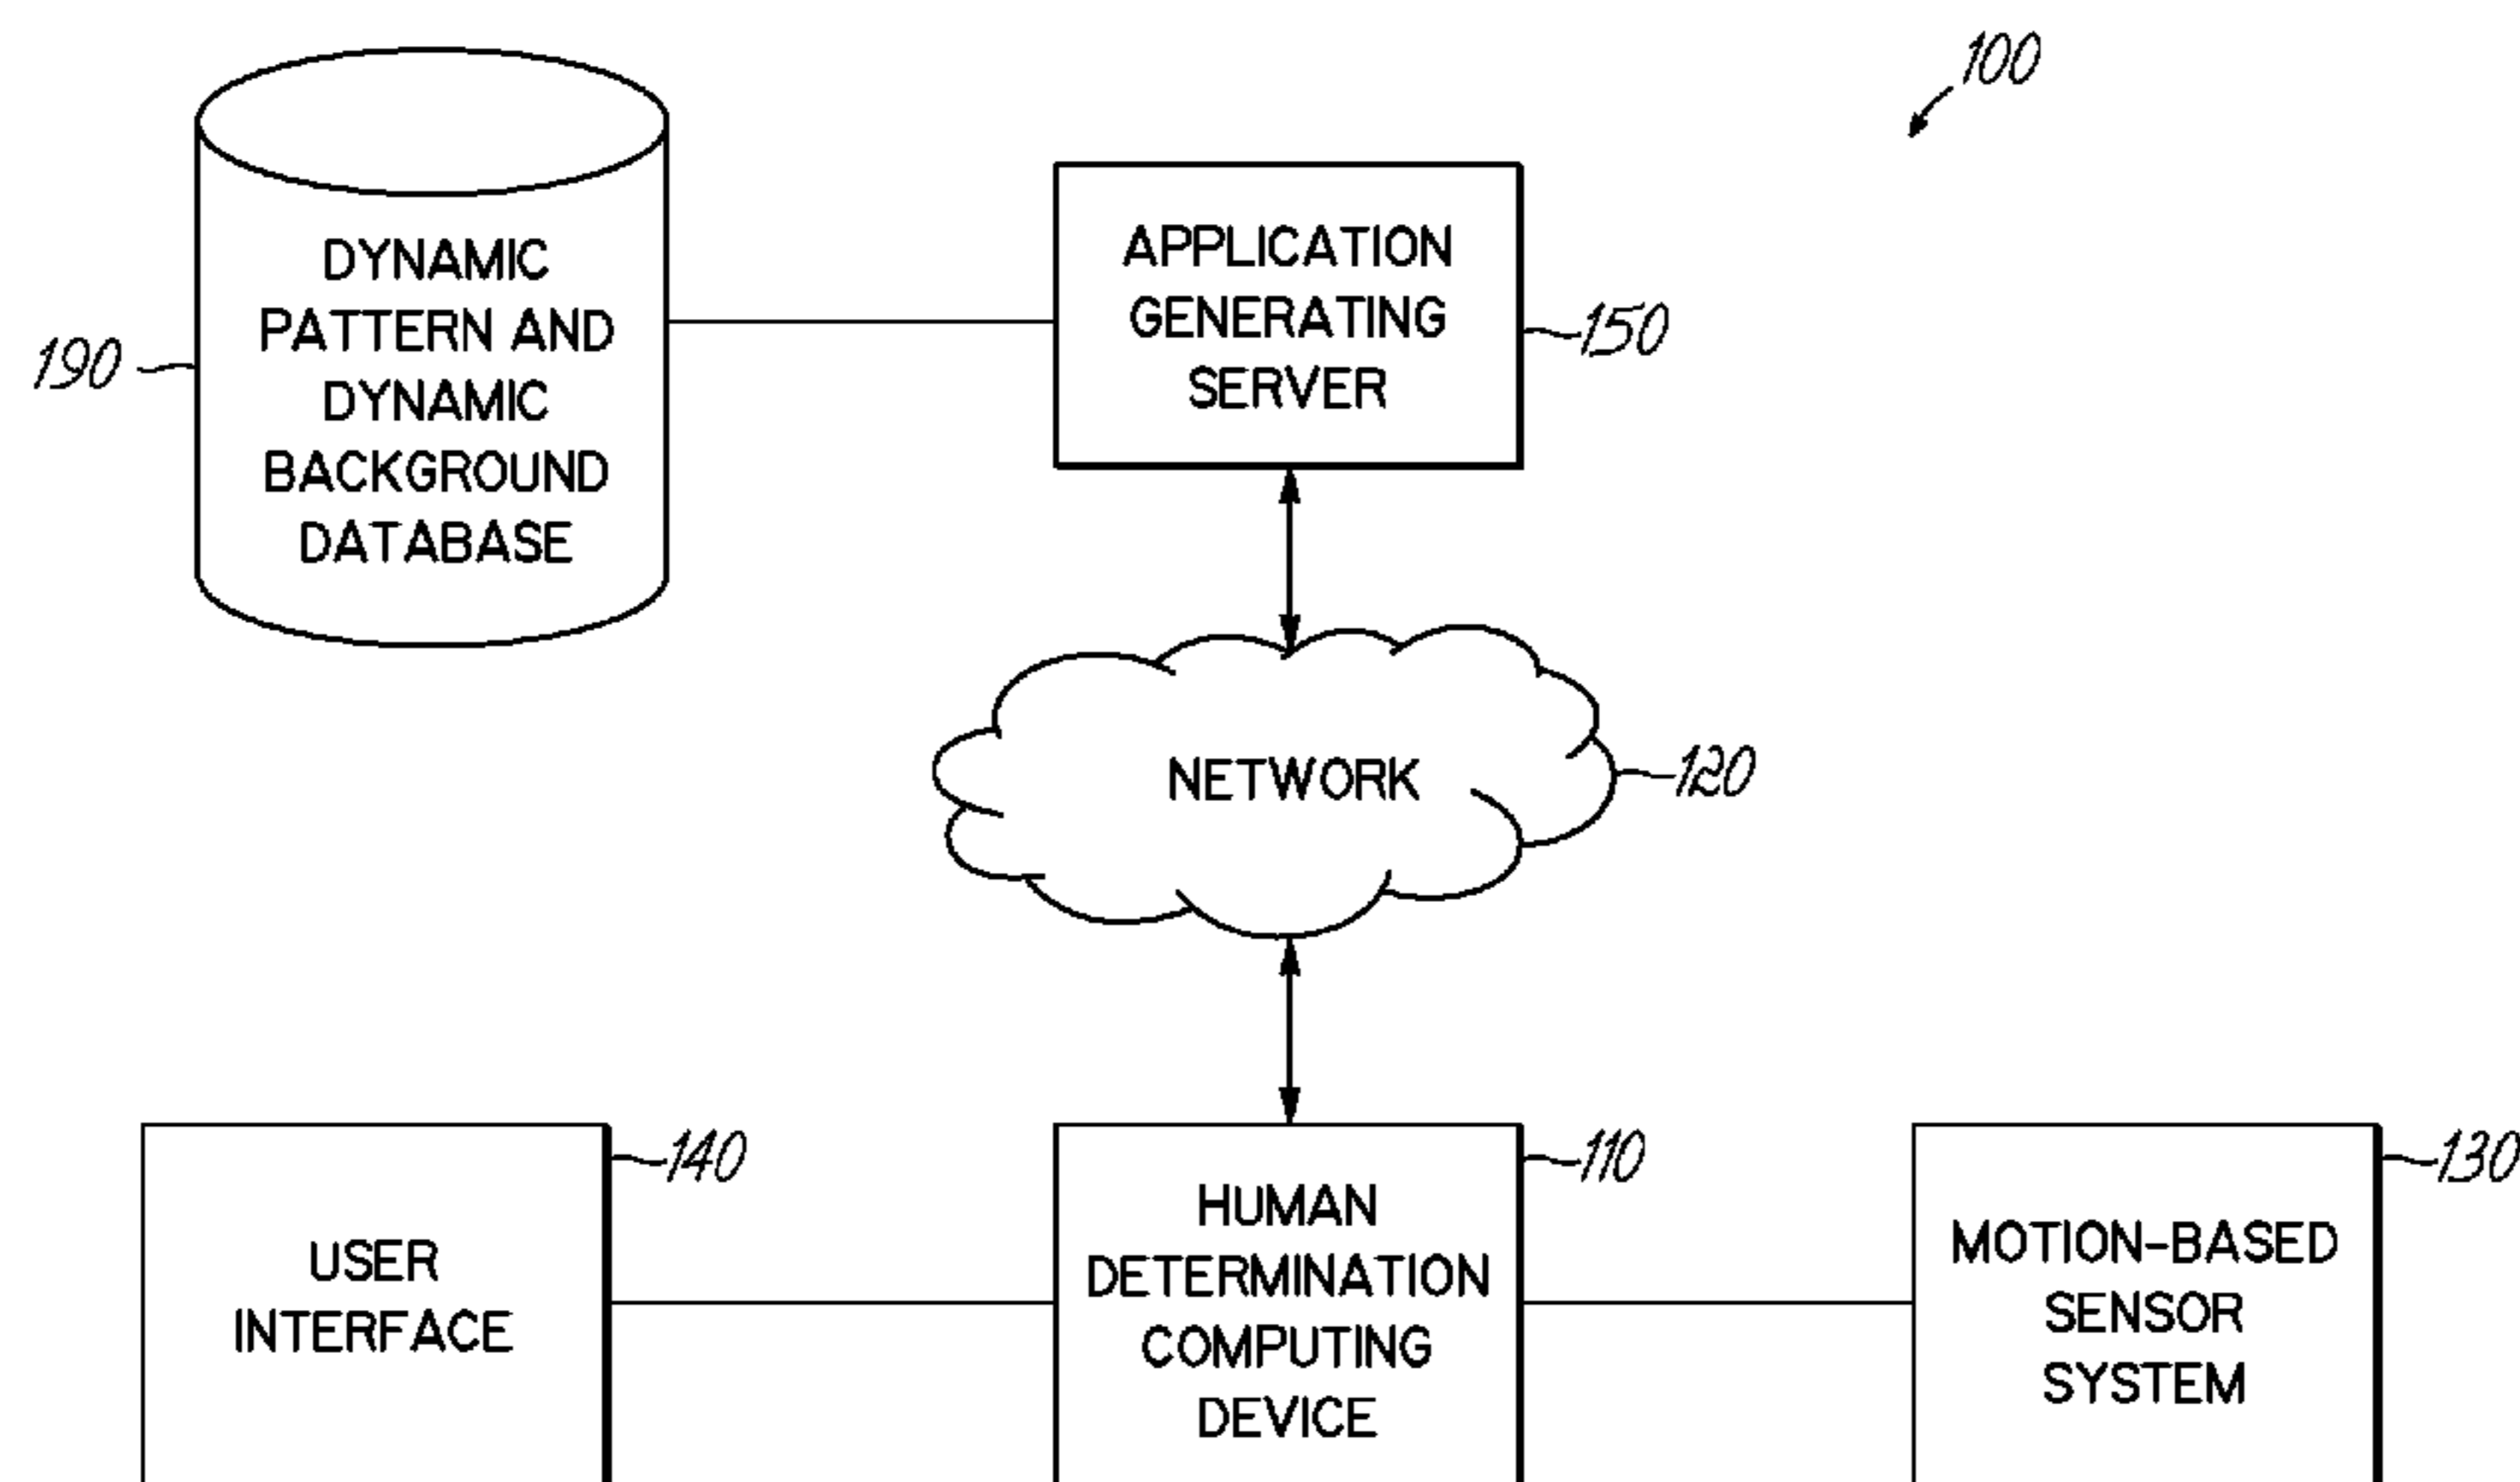 100
DYNAMIC
PATTERN AND
DYNAMIC
BACKGROUND
DATABASE
190
APPLICATION
GENERATING
SERVER
150
NETWORK
120
USER
INTERFACE
140
HUMAN
DETERMINATION
COMPUTING
DEVICE
110
MOTION-BASED
SENSOR
SYSTEM
130